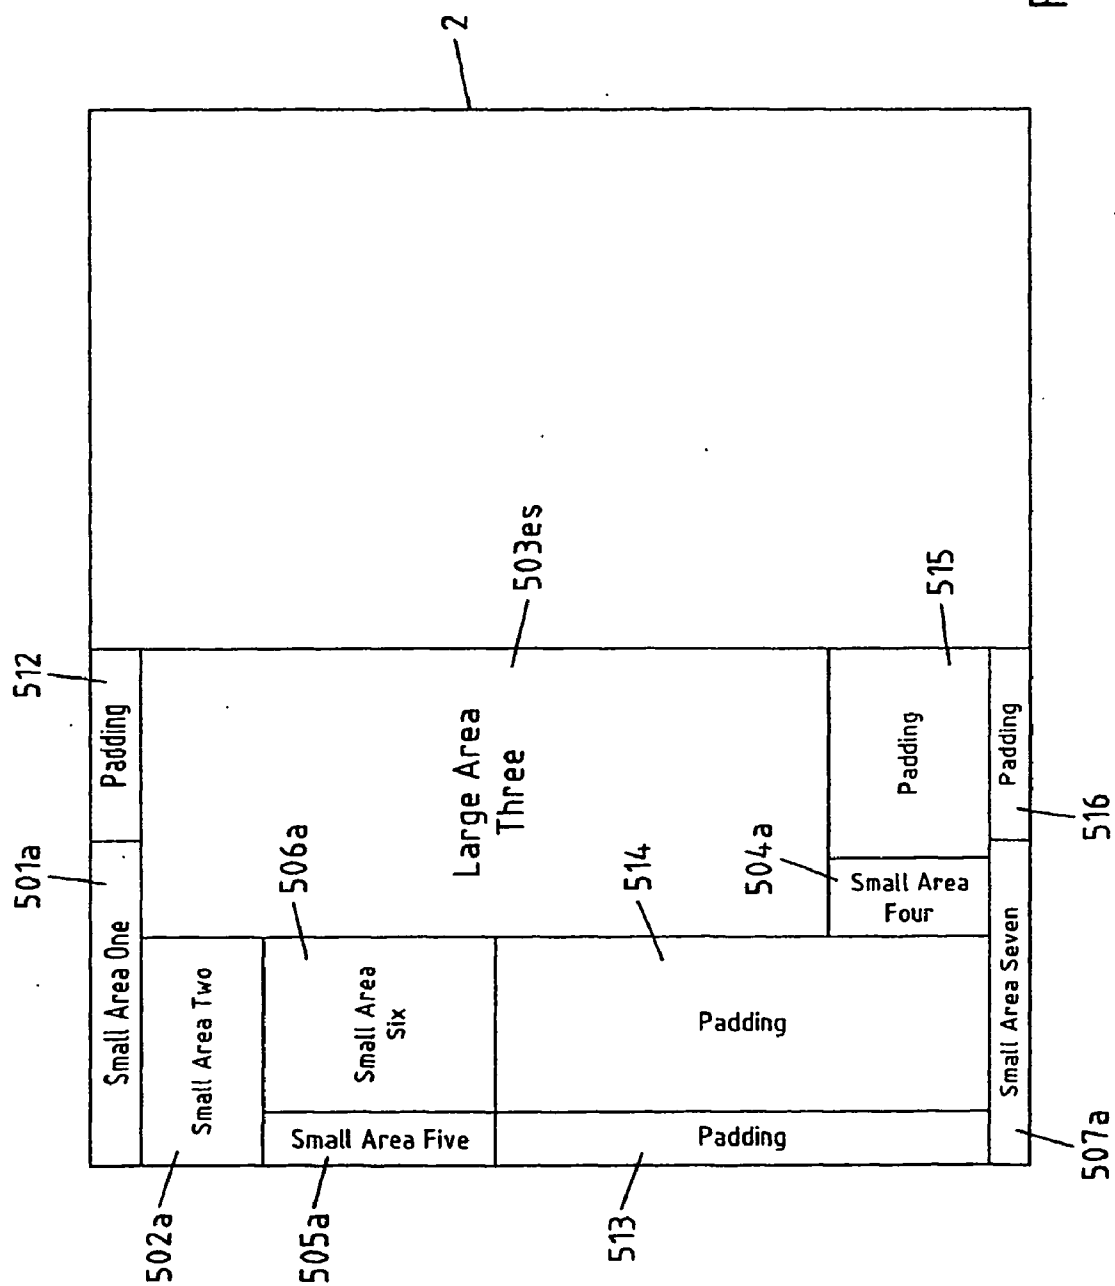 2
512
Padding
501a
Small Area One
503es
Large Area
Three
506a
Small Area Two
Small Area
Six
502a
Small Area Five
505a
514
Padding
Padding
513
504a
Small Area
Four
515
Padding
Padding
516
Small Area Seven
507a